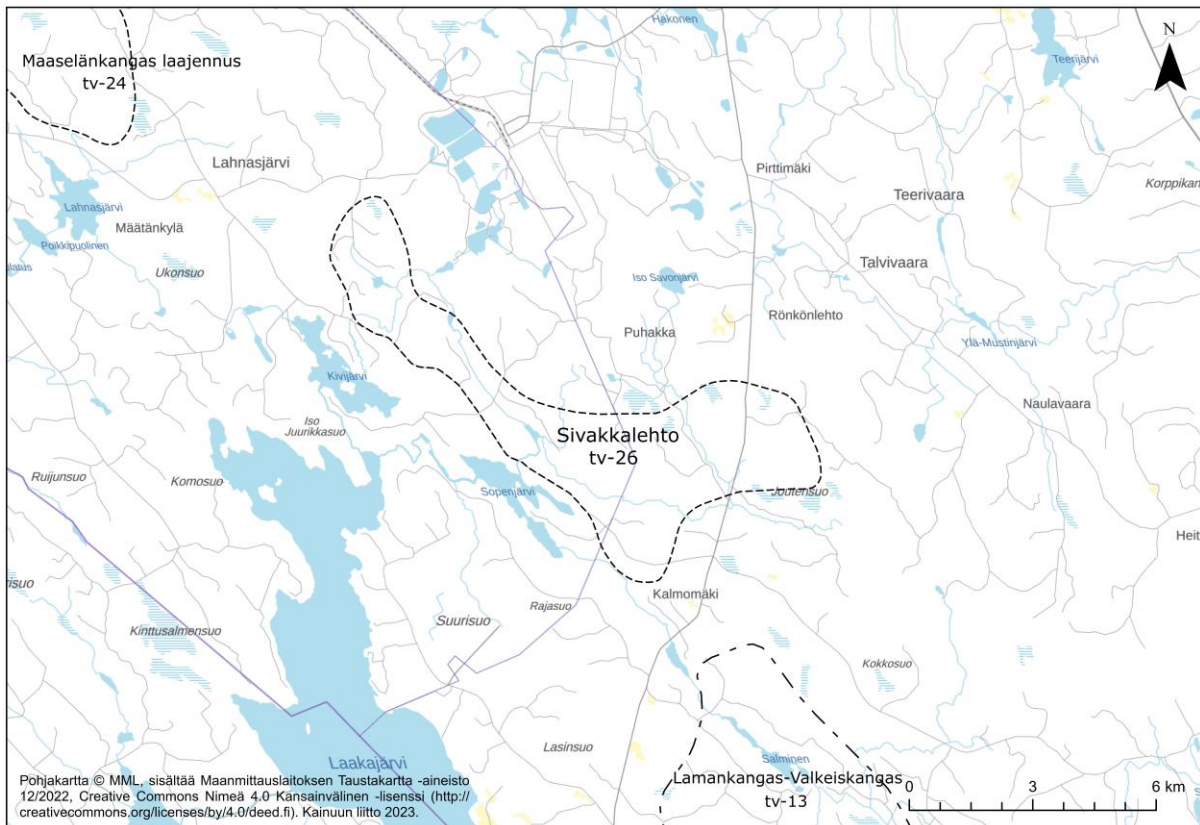 Maaselänkangas laajennus
tv-24
Hakonen
Teerijärvi
N
Lahnasjärvi
Pirttimäki
Teerivaara
Korppikan
Lahnasjärvi
Määtänkylä
Poikkipuolinen
Ukonsuo
Talvivaara
Iso Savonjärvi
Rönkönlehto
Puhakka
Ylä-Mustinjärvi
Kivijärvi
Naulavaara
Iso
Juurikkasuo
Sivakkalehto
tv-26
Ruijunsuo
Komosuo
Sopenjärvi
Joutensuo
Heit
Kalmomäki
Rajasuo
Suurisuo
Kinttusalmensuo
Kokkosuo
Lasinsuo
Salminen
Laakajärvi
Lamankangas-Valkeiskangas
tv-13
0 3 6 km
Pohjakartta © MML, sisältää Maanmittauslaitoksen Taustakartta -aineisto
12/2022, Creative Commons Nimeä 4.0 Kansainvälinen -lisenssi (http://
creativecommons.org/licenses/by/4.0/deed.fi). Kainuun liitto 2023.